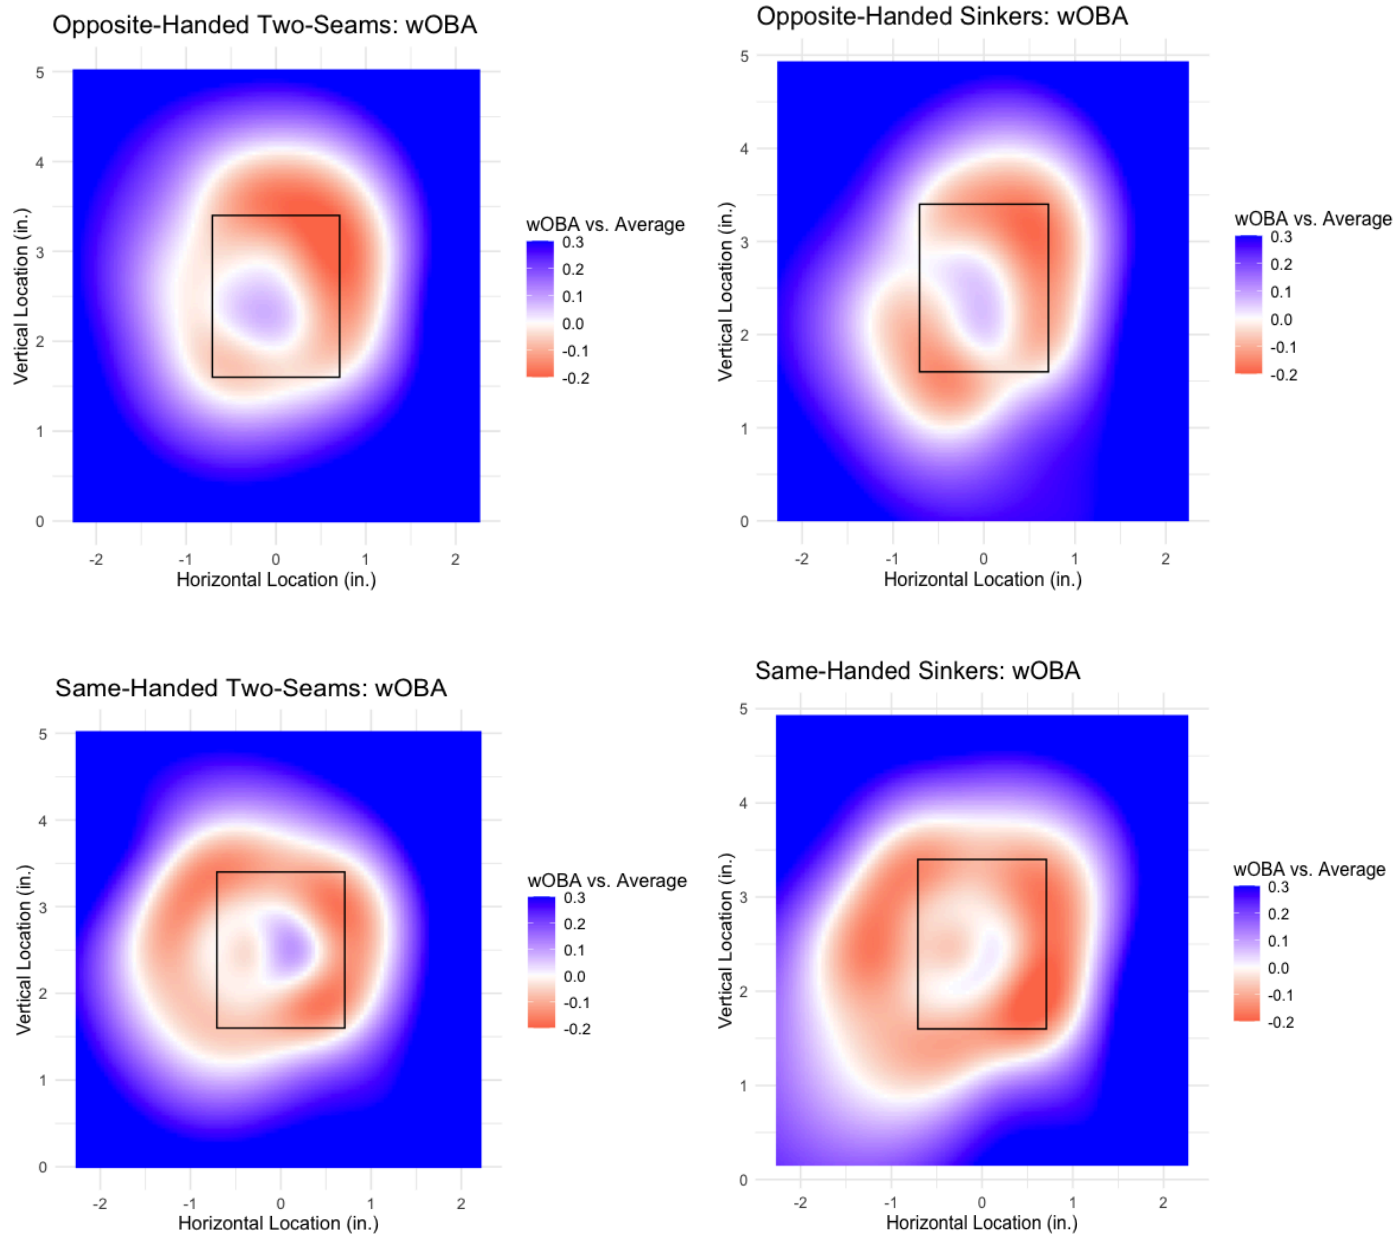 Opposite-Handed Two-Seams: wOBA
5
4
3
2
1
0
Vertical Location (in.)
-2 -1 0 1 2
Horizontal Location (in.)
wOBA vs. Average
0.3
0.2
0.1
0.0
-0.1
-0.2
Opposite-Handed Sinkers: wOBA
5
4
3
2
1
0
Vertical Location (in.)
-2 -1 0 1 2
Horizontal Location (in.)
wOBA vs. Average
0.3
0.2
0.1
0.0
-0.1
-0.2
Same-Handed Two-Seams: wOBA
5
4
3
2
1
0
Vertical Location (in.)
-2 -1 0 1 2
Horizontal Location (in.)
wOBA vs. Average
0.3
0.2
0.1
0.0
-0.1
-0.2
Same-Handed Sinkers: wOBA
5
4
3
2
1
0
Vertical Location (in.)
-2 -1 0 1 2
Horizontal Location (in.)
wOBA vs. Average
0.3
0.2
0.1
0.0
-0.1
-0.2